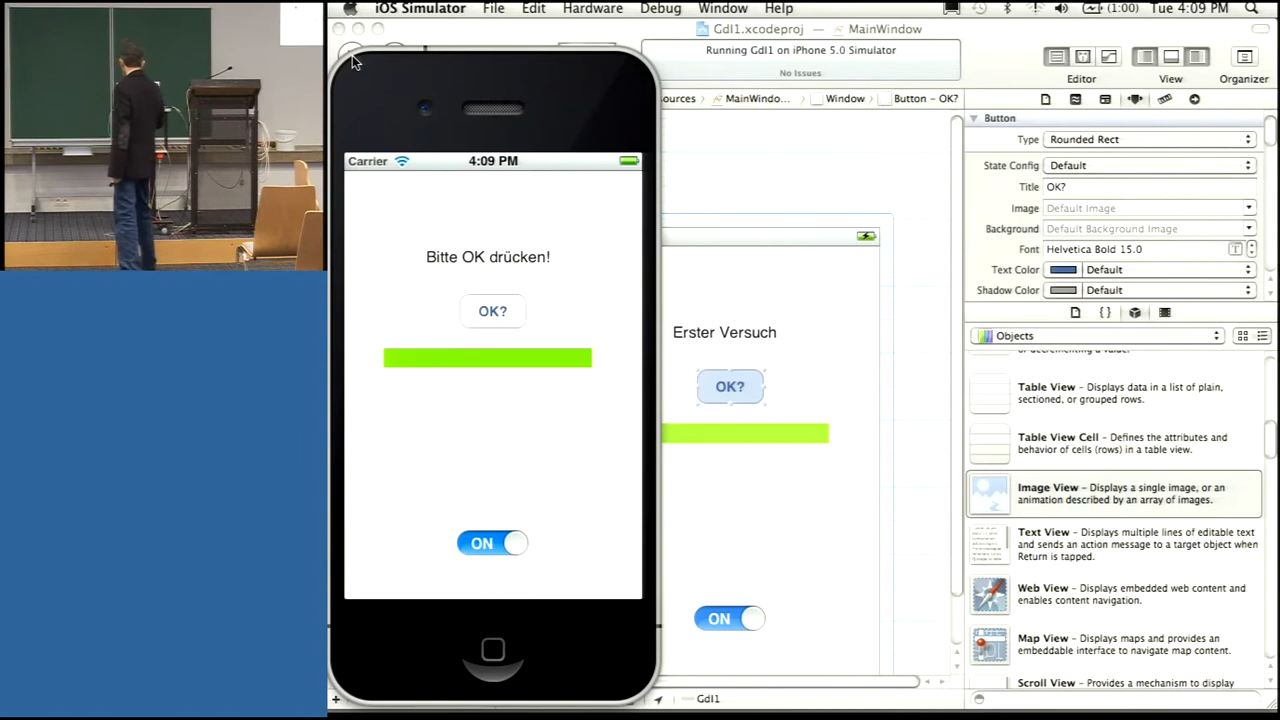 iOS Simulator File Edit Hardware Debug Window Help (1:00) Tue 4:09 PM
GdI1.xcodeproj — MainWindow
Running GdI1 on iPhone 5.0 Simulator
No Issues
Editor View Organizer
MainWindo... Window Button – OK?
Button
Type Rounded Rect
State Config Default
Title OK?
Image Default Image
Background Default Background Image
Font Helvetica Bold 15.0
Text Color Default
Shadow Color Default
Objects
or decrementing a value.
Table View – Displays data in a list of plain,
sectioned, or grouped rows.
Table View Cell – Defines the attributes and
behavior of cells (rows) in a table view.
Image View – Displays a single image, or an
animation described by an array of images.
Text View – Displays multiple lines of editable text
and sends an action message to a target object when
Return is tapped.
Web View – Displays embedded web content and
enables content navigation.
Map View – Displays maps and provides an
embeddable interface to navigate map content.
Scroll View – Provides a mechanism to display
Carrier 4:09 PM
Bitte OK drücken!
OK?
ON
Erster Versuch
OK?
ON
GdI1